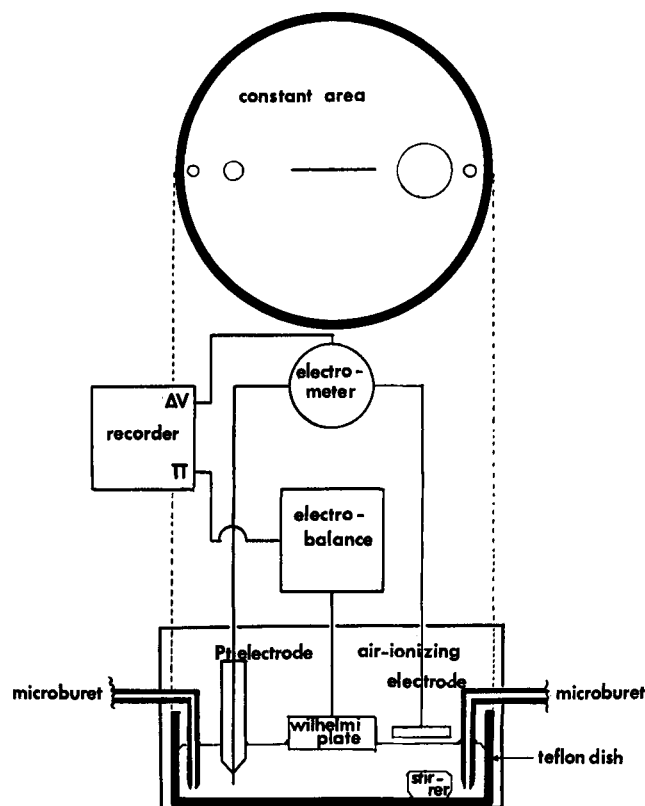 constant area
electro-
meter
ΔV
recorder
π
electro-
balance
Pt electrode
air-ionizing
electrode
microburet
microburet
wilhelmi
plate
teflon dish
stir-
rer